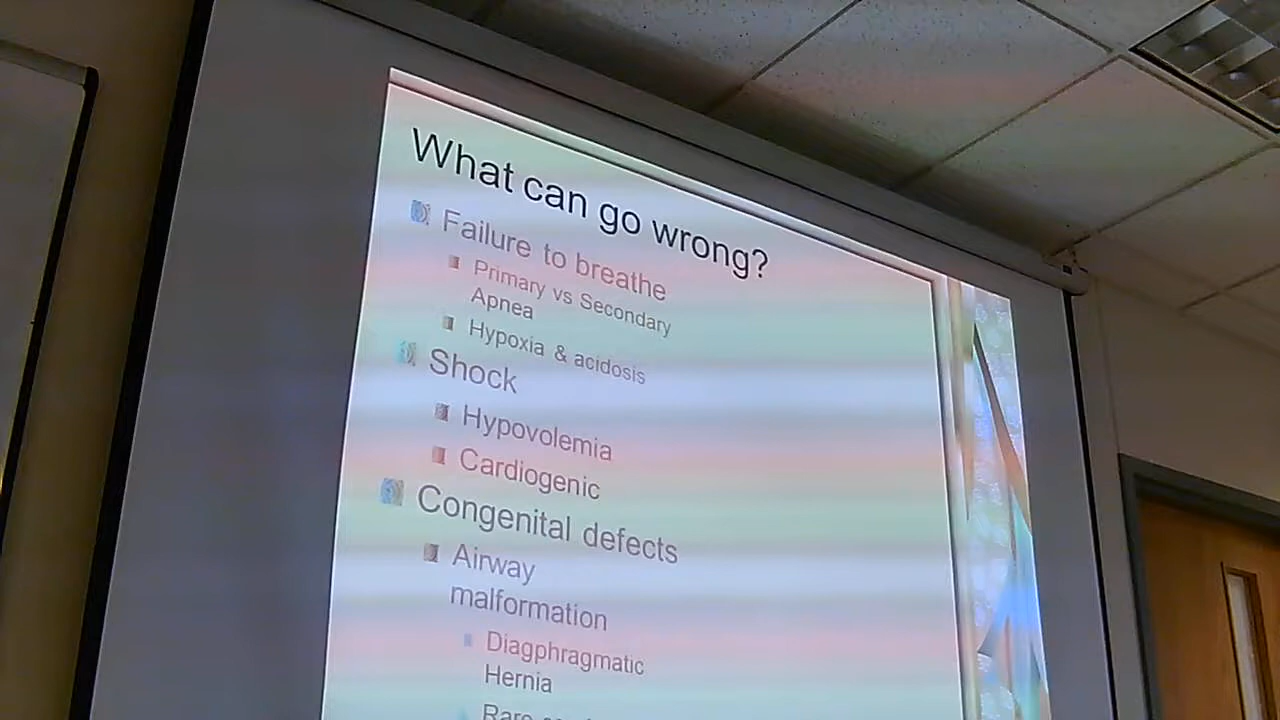 What can go wrong?
Failure to breathe
Primary vs Secondary
Apnea
Hypoxia & acidosis
Shock
Hypovolemia
Cardiogenic
Congenital defects
Airway
malformation
Diagphragmatic
Hernia
Rare